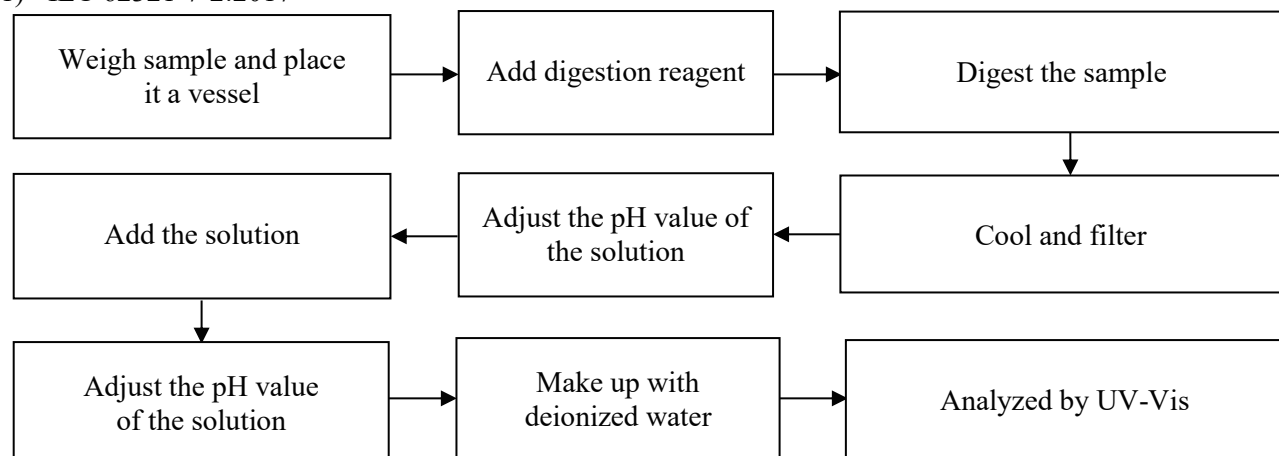 Weigh sample and place
it a vessel
Add digestion reagent
Digest the sample
Cool and filter
Adjust the pH value of
the solution
Add the solution
Adjust the pH value
of the solution
Make up with
deionized water
Analyzed by UV-Vis